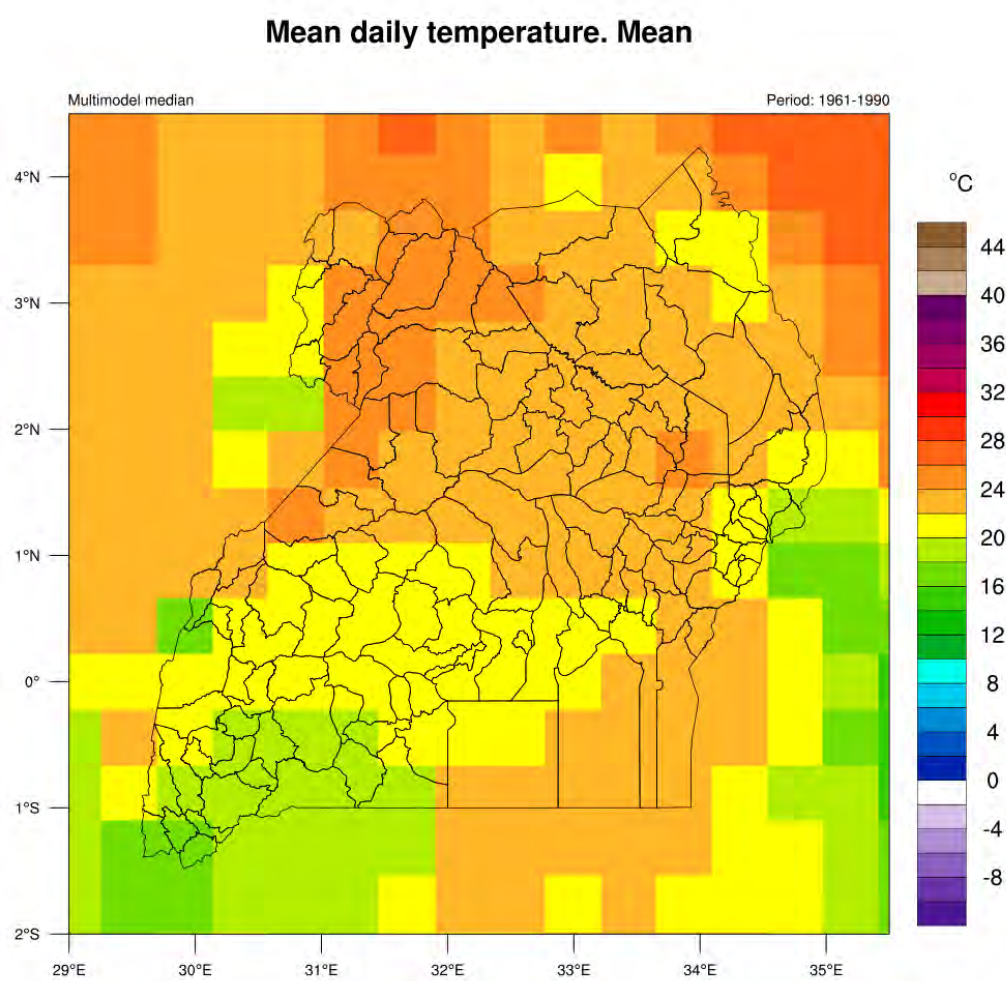 Mean daily temperature. Mean
Multimodel median
Period: 1961-1990
°C
44
40
36
32
28
24
20
16
12
8
4
0
-4
-8
4°N
3°N
2°N
1°N
0°
1°S
2°S
29°E
30°E
31°E
32°E
33°E
34°E
35°E